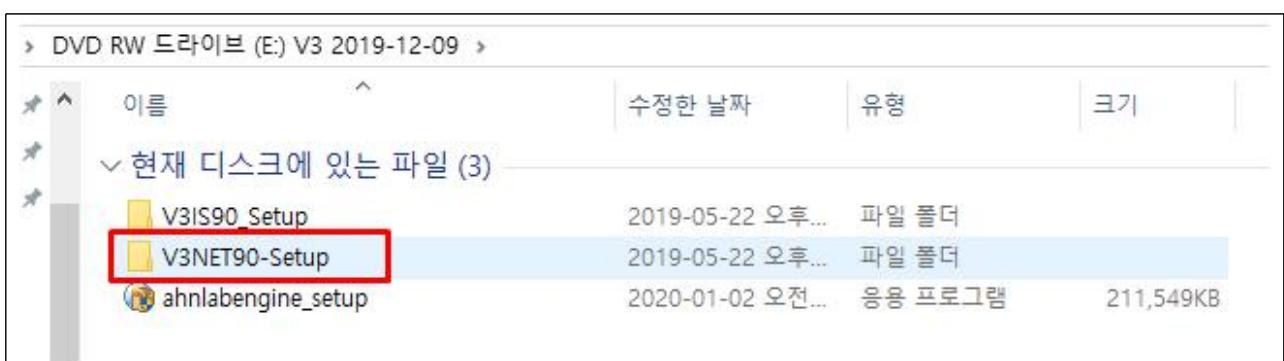 > DVD RW 드라이브 (E:) V3 2019-12-09 >
이름 수정한 날짜 유형 크기
현재 디스크에 있는 파일 (3)
V3IS90_Setup 2019-05-22 오후... 파일 폴더
V3NET90-Setup 2019-05-22 오후... 파일 폴더
ahnlabengine_setup 2020-01-02 오전... 응용 프로그램 211,549KB